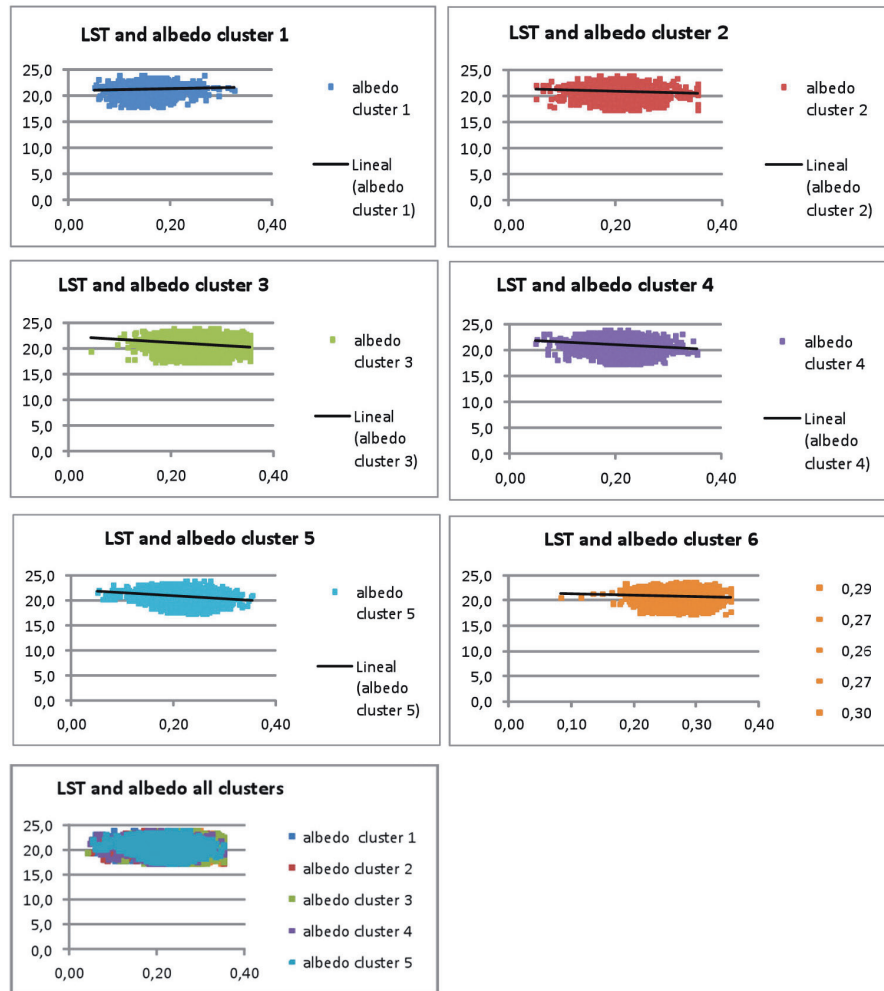 LST and albedo cluster 1
25,0
20,0
15,0
10,0
5,0
0,0
0,00
0,20
0,40
albedo
cluster 1
Lineal
(albedo
cluster 1)
LST and albedo cluster 2
25,0
20,0
15,0
10,0
5,0
0,0
0,00
0,20
0,40
albedo
cluster 2
Lineal
(albedo
cluster 2)
LST and albedo cluster 3
25,0
20,0
15,0
10,0
5,0
0,0
0,00
0,20
0,40
albedo
cluster 3
Lineal
(albedo
cluster 3)
LST and albedo cluster 4
25,0
20,0
15,0
10,0
5,0
0,0
0,00
0,20
0,40
albedo
cluster 4
Lineal
(albedo
cluster 4)
LST and albedo cluster 5
25,0
20,0
15,0
10,0
5,0
0,0
0,00
0,20
0,40
albedo
cluster 5
Lineal
(albedo
cluster 5)
LST and albedo cluster 6
25,0
20,0
15,0
10,0
5,0
0,0
0,00
0,10
0,20
0,30
0,40
0,29
0,27
0,26
0,27
0,30
LST and albedo all clusters
25,0
20,0
15,0
10,0
5,0
0,0
0,00
0,20
0,40
albedo cluster 1
albedo cluster 2
albedo cluster 3
albedo cluster 4
albedo cluster 5